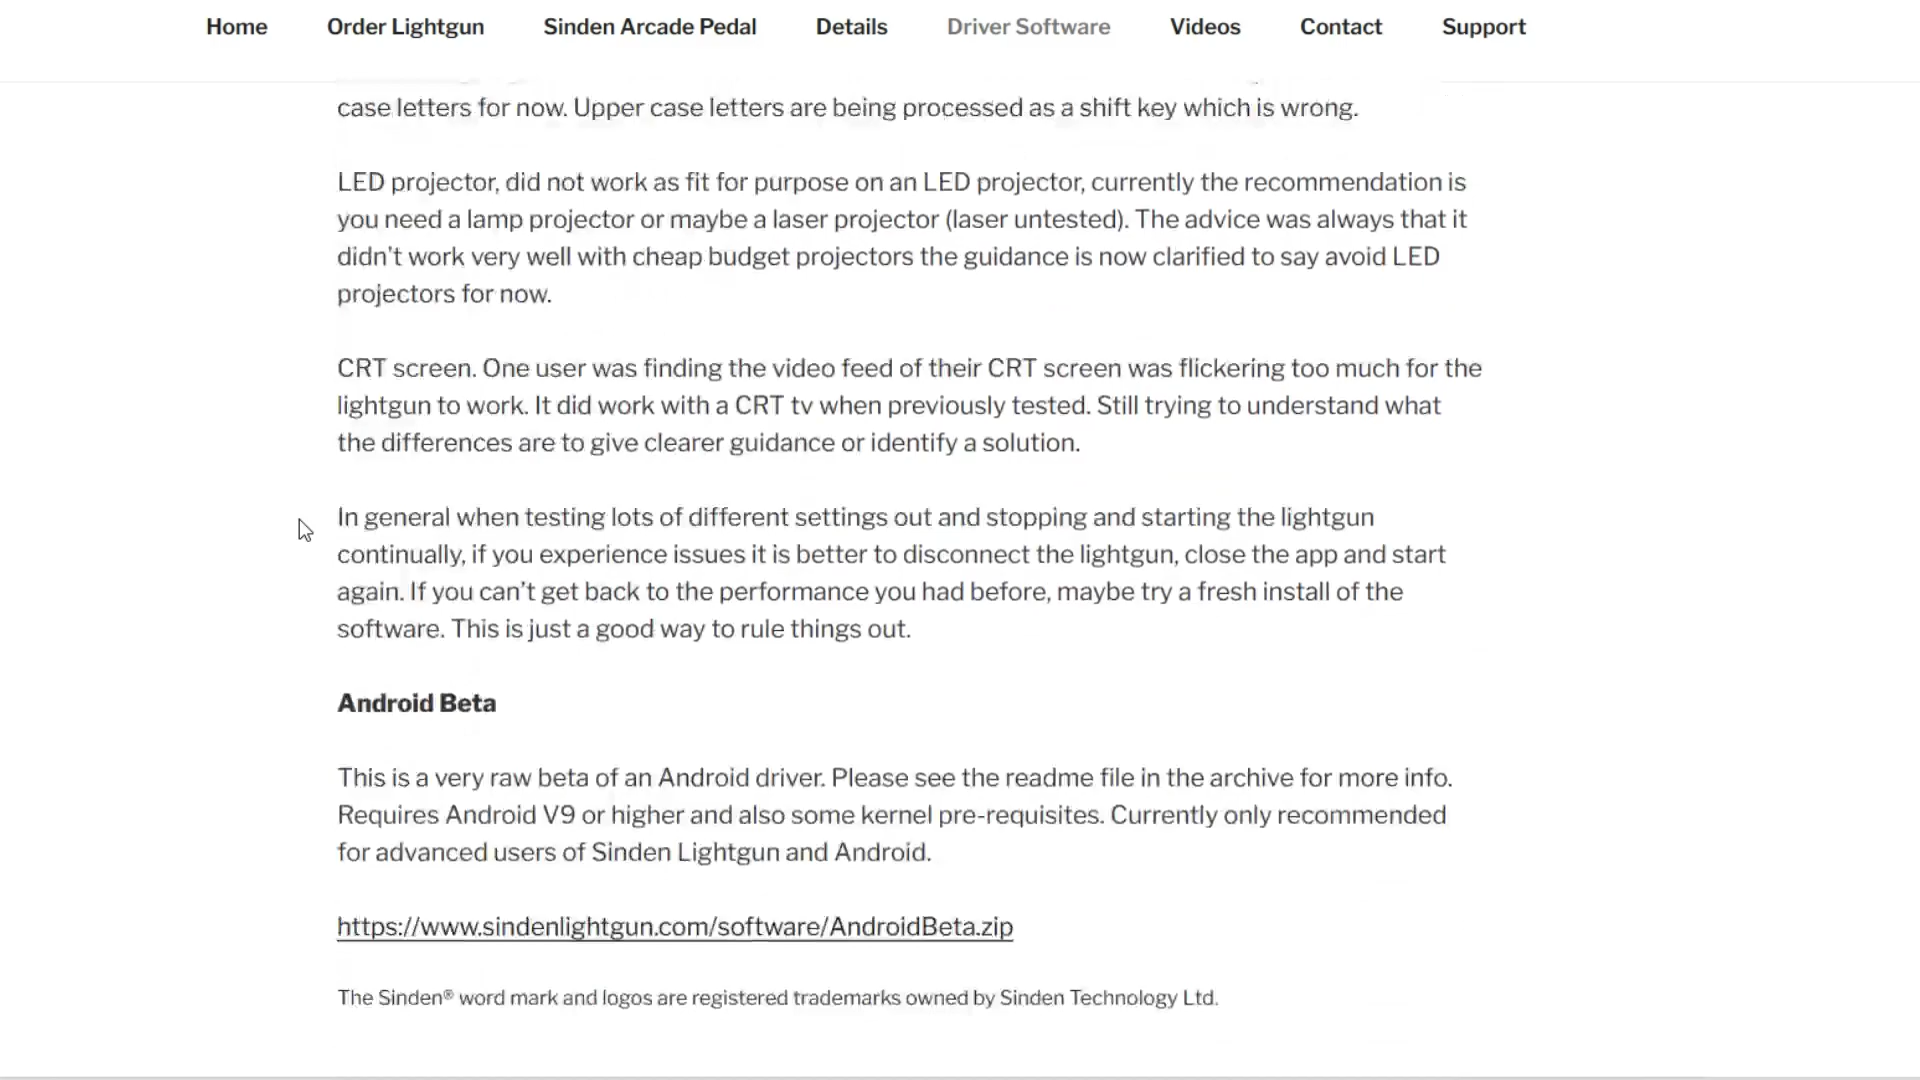 Home Order Lightgun Sinden Arcade Pedal Details Driver Software Videos Contact Support
case letters for now. Upper case letters are being processed as a shift key which is wrong.
LED projector, did not work as fit for purpose on an LED projector, currently the recommendation is
you need a lamp projector or maybe a laser projector (laser untested). The advice was always that it
didn't work very well with cheap budget projectors the guidance is now clarified to say avoid LED
projectors for now.
CRT screen. One user was finding the video feed of their CRT screen was flickering too much for the
lightgun to work. It did work with a CRT tv when previously tested. Still trying to understand what
the differences are to give clearer guidance or identify a solution.
In general when testing lots of different settings out and stopping and starting the lightgun
continually, if you experience issues it is better to disconnect the lightgun, close the app and start
again. If you can't get back to the performance you had before, maybe try a fresh install of the
software. This is just a good way to rule things out.
Android Beta
This is a very raw beta of an Android driver. Please see the readme file in the archive for more info.
Requires Android V9 or higher and also some kernel pre-requisites. Currently only recommended
for advanced users of Sinden Lightgun and Android.
https://www.sindenlightgun.com/software/AndroidBeta.zip
The Sinden® word mark and logos are registered trademarks owned by Sinden Technology Ltd.